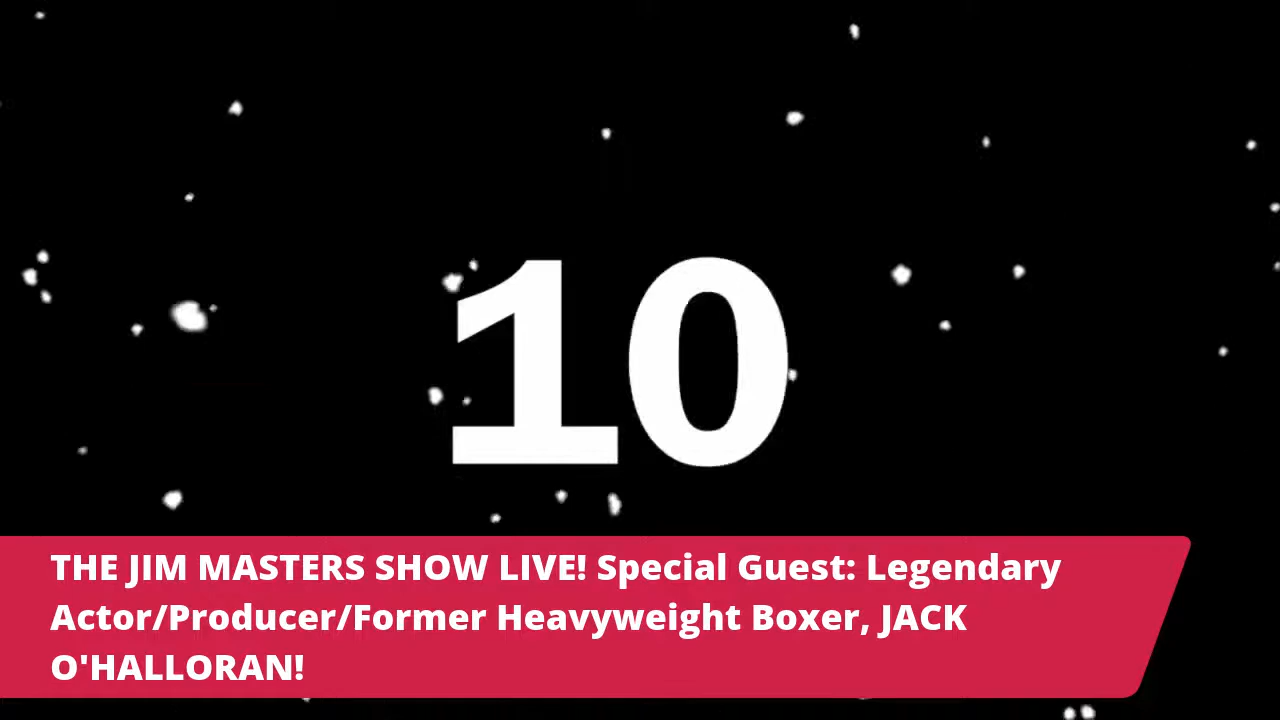 10
THE JIM MASTERS SHOW LIVE! Special Guest: Legendary
Actor/Producer/Former Heavyweight Boxer, JACK
O'HALLORAN!